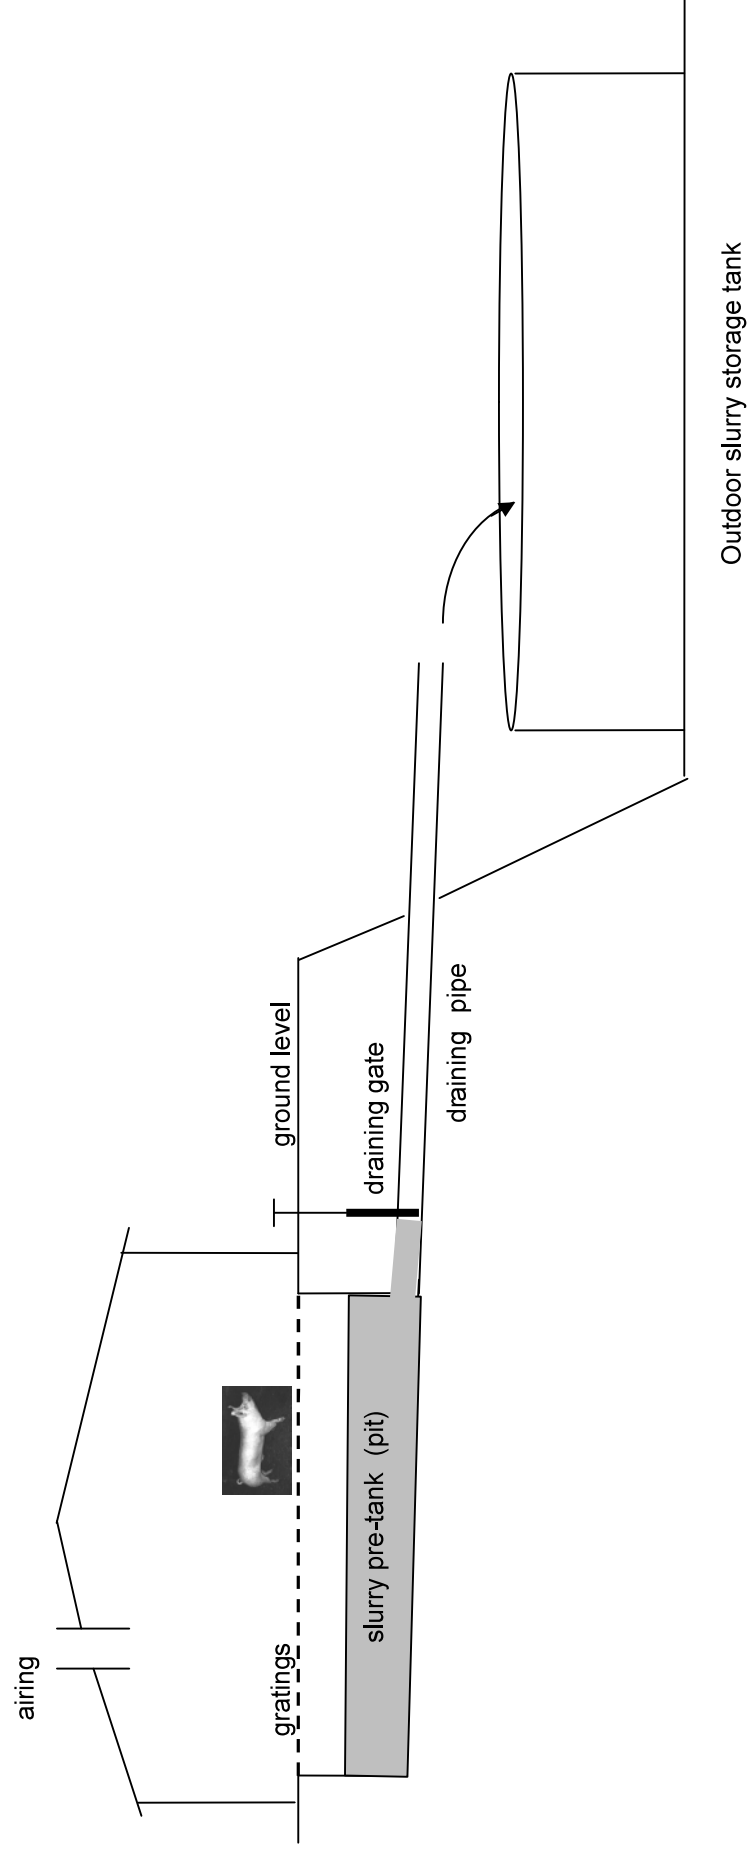 airing
gratings
ground level
slurry pre-tank (pit)
draining gate
draining pipe
Outdoor slurry storage tank